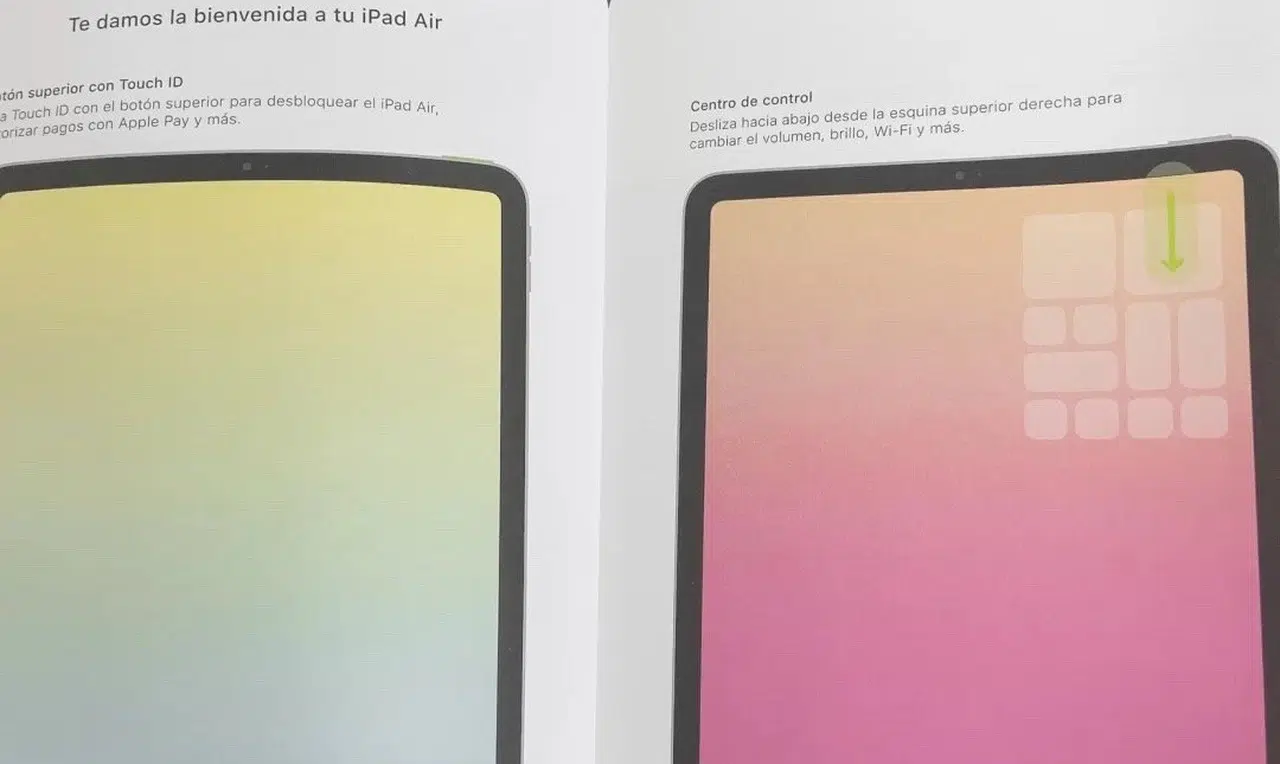 Te damos la bienvenida a tu iPad Air
tón superior con Touch ID
a Touch ID con el botón superior para desbloquear el iPad Air,
orizar pagos con Apple Pay y más.
Centro de control
Desliza hacia abajo desde la esquina superior derecha para
cambiar el volumen, brillo, Wi-Fi y más.